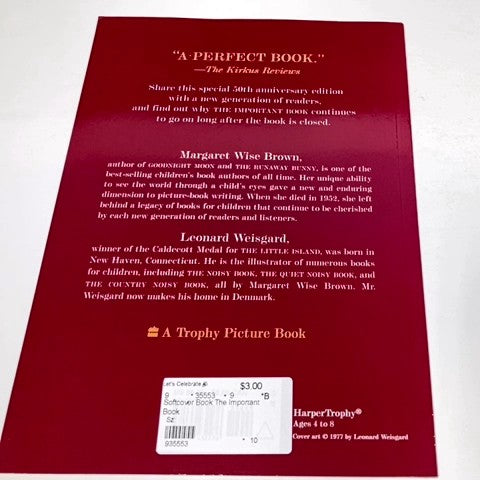 "A PERFECT BOOK."
—The Kirkus Reviews
Share this special 50th anniversary edition
with a new generation of readers,
and find out why THE IMPORTANT BOOK continues
to go on long after the book is closed.
Margaret Wise Brown,
author of GOODNIGHT MOON and THE RUNAWAY BUNNY, is one of the
best-selling children's book authors of all time. Her unique ability
to see the world through a child's eyes gave a new and enduring
dimension to picture-book writing. When she died in 1952, she left
behind a legacy of books for children that continue to be cherished
by each new generation of readers and listeners.
Leonard Weisgard,
winner of the Caldecott Medal for THE LITTLE ISLAND, was born in
New Haven, Connecticut. He is the illustrator of numerous books
for children, including THE NOISY BOOK, THE QUIET NOISY BOOK, and
THE COUNTRY NOISY BOOK, all by Margaret Wise Brown. Mr.
Weisgard now makes his home in Denmark.
A Trophy Picture Book
Let's Celebrate $3.00
9 *35553 *9 *B
Softcover Book The Important
Book
Sz:
* 10
935553
HarperTrophy®
Ages 4 to 8
Cover art © 1977 by Leonard Weisgard